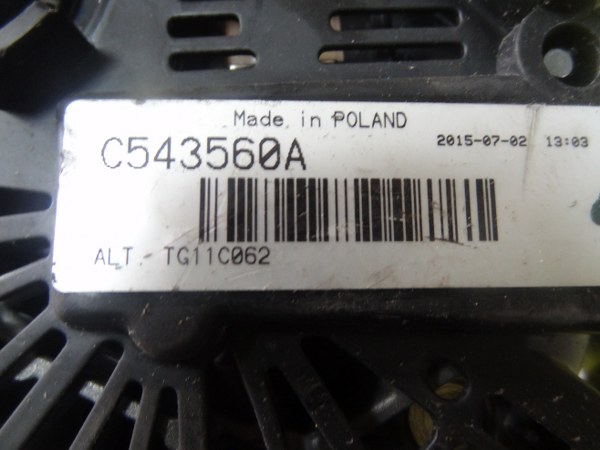 Made in POLAND
C543560A
2015-07-02 13:03
ALT. TG11C062